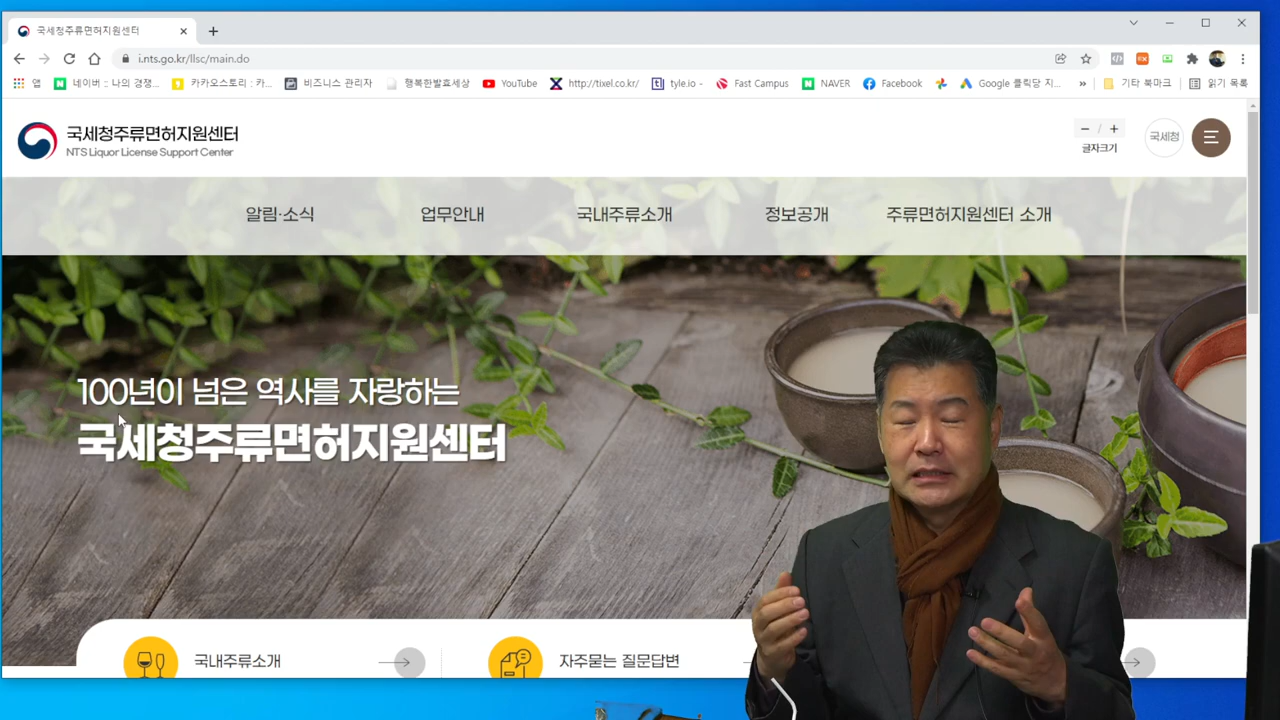 국세청주류면허지원센터
i.nts.go.kr/llsc/main.do
앱 네이버 :: 나의 경쟁... 카카오스토리 : 카... 비즈니스 관리자 행복한발효세상 YouTube http://tixel.co.kr/ tyle.io - Fast Campus NAVER Facebook Google 클릭당 지... » 기타 북마크 읽기 목록
국세청주류면허지원센터
NTS Liquor License Support Center
− / +
글자크기
국세청
알림·소식 업무안내 국내주류소개 정보공개 주류면허지원센터 소개
100년이 넘은 역사를 자랑하는
국세청주류면허지원센터
국내주류소개 자주묻는 질문답변